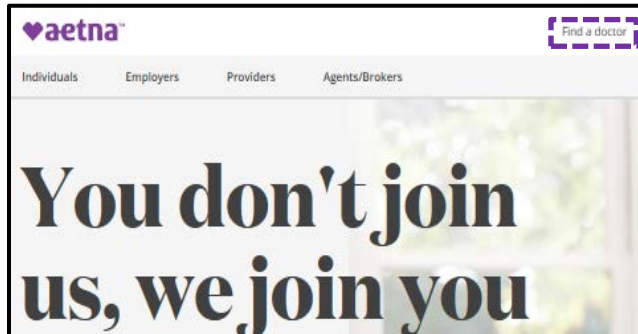 aetna™
Find a doctor
Individuals Employers Providers Agents/Brokers
You don't join
us, we join you